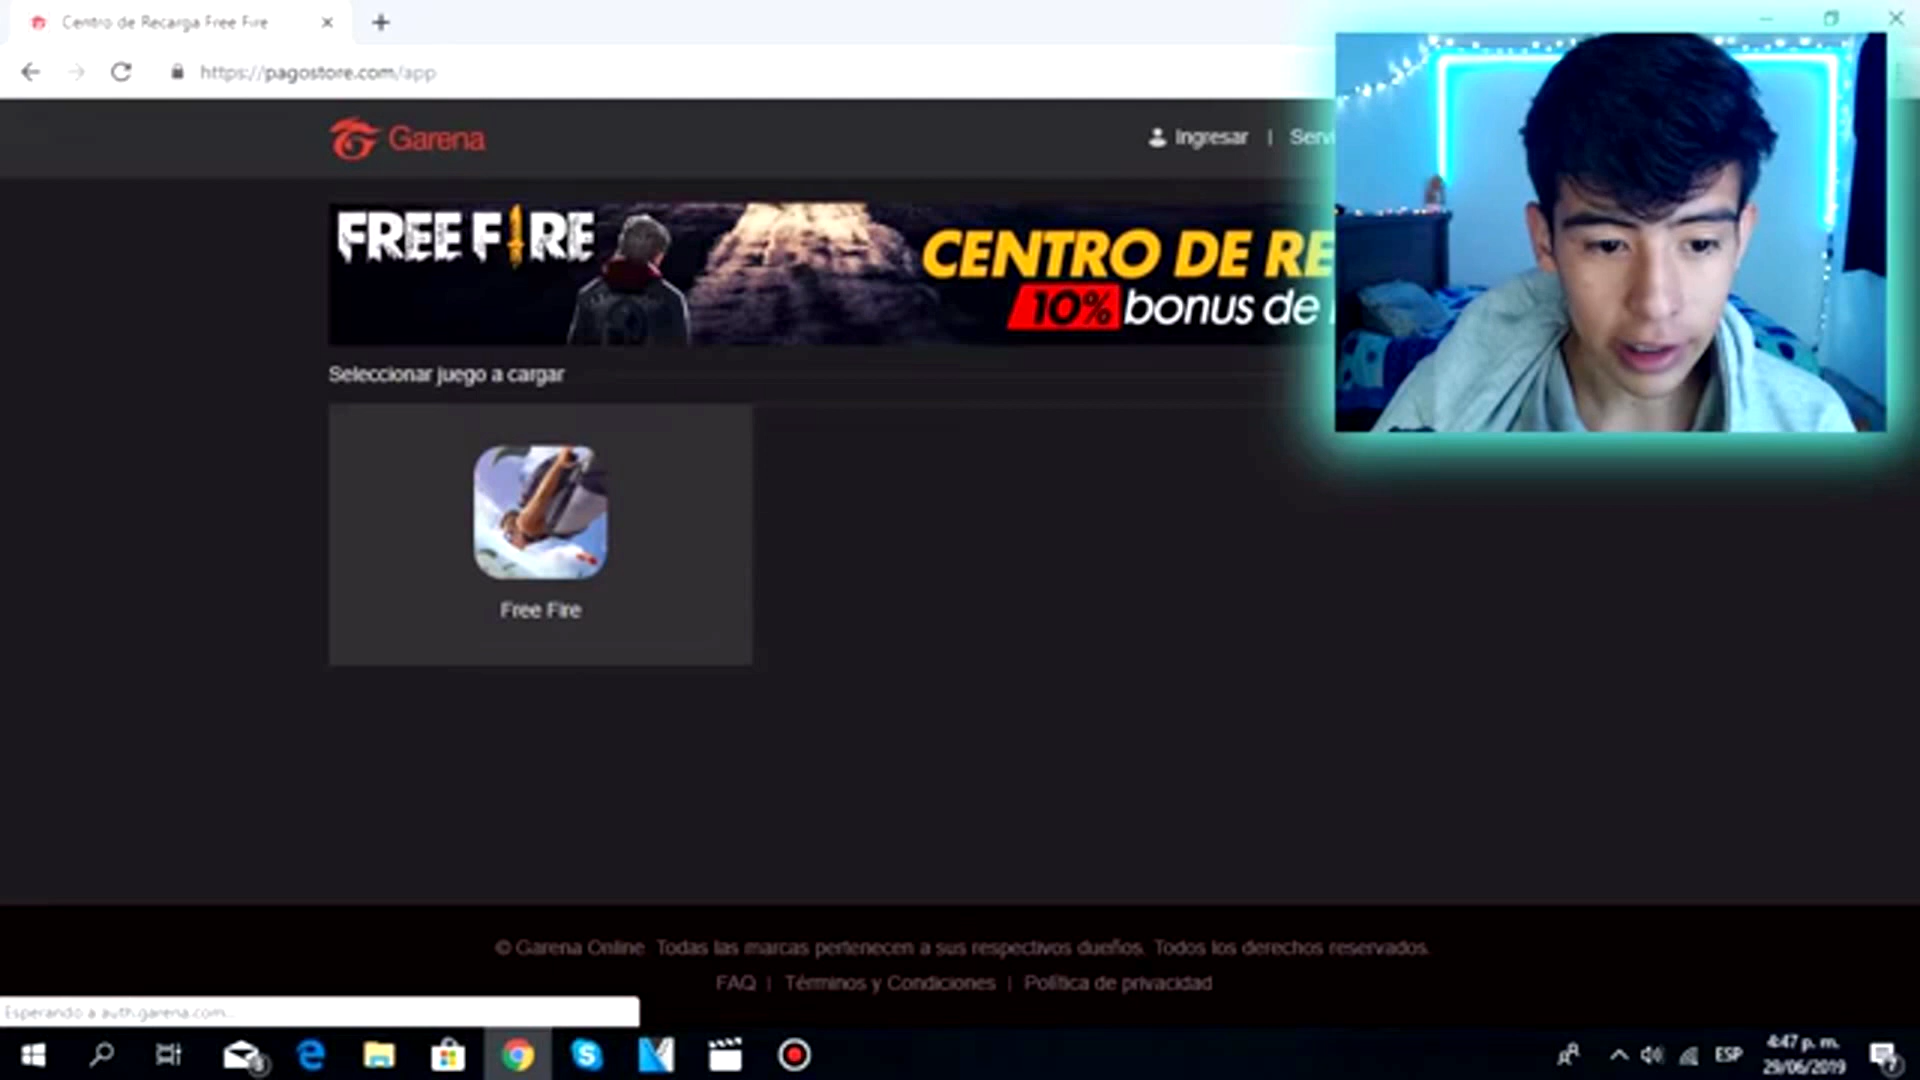 Centro de Recarga Free Fire
https://pagostore.com/app
Garena
Ingresar | Servi
FREE FIRE
CENTRO DE RE
10% bonus de
Seleccionar juego a cargar
Free Fire
© Garena Online. Todas las marcas pertenecen a sus respectivos dueños. Todos los derechos reservados.
FAQ | Términos y Condiciones | Política de privacidad
Esperando a auth.garena.com...
ESP
4:47 p. m.
29/06/2019